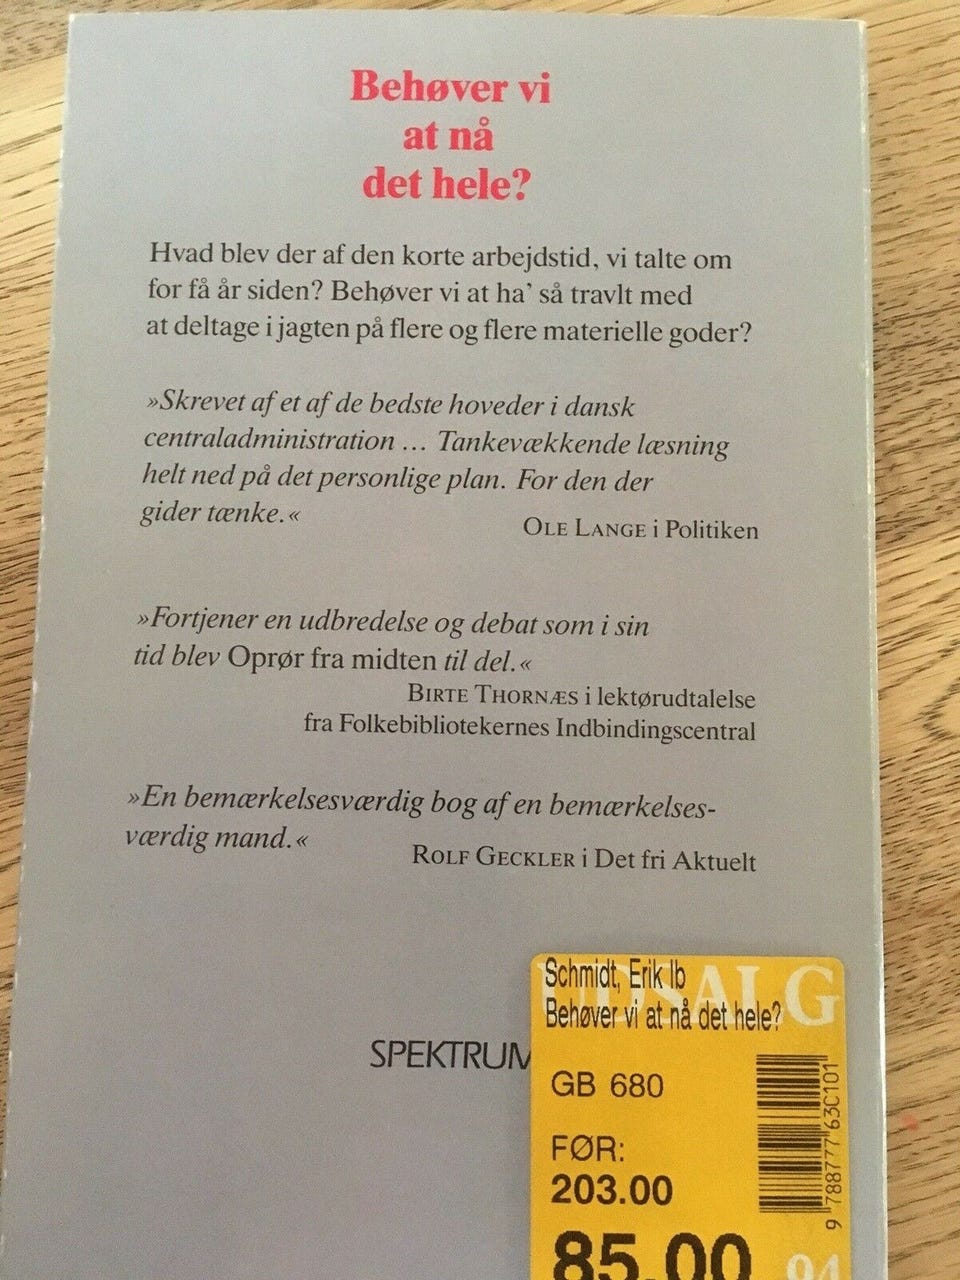 Behøver vi
at nå
det hele?
Hvad blev der af den korte arbejdstid, vi talte om
for få år siden? Behøver vi at ha' så travlt med
at deltage i jagten på flere og flere materielle goder?
»Skrevet af et af de bedste hoveder i dansk
centraladministration ... Tankevækkende læsning
helt ned på det personlige plan. For den der
gider tænke.«
OLE LANGE i Politiken
»Fortjener en udbredelse og debat som i sin
tid blev Oprør fra midten til del.«
BIRTE THORNÆS i lektørudtalelse
fra Folkebibliotekernes Indbindingscentral
»En bemærkelsesværdig bog af en bemærkelses-
værdig mand.«
ROLF GECKLER i Det fri Aktuelt
SPEKTRUM
UDSALG
Schmidt, Erik Ib
Behøver vi at nå det hele?
GB 680
FØR:
203.00
85.00
94
9 788777 63C101